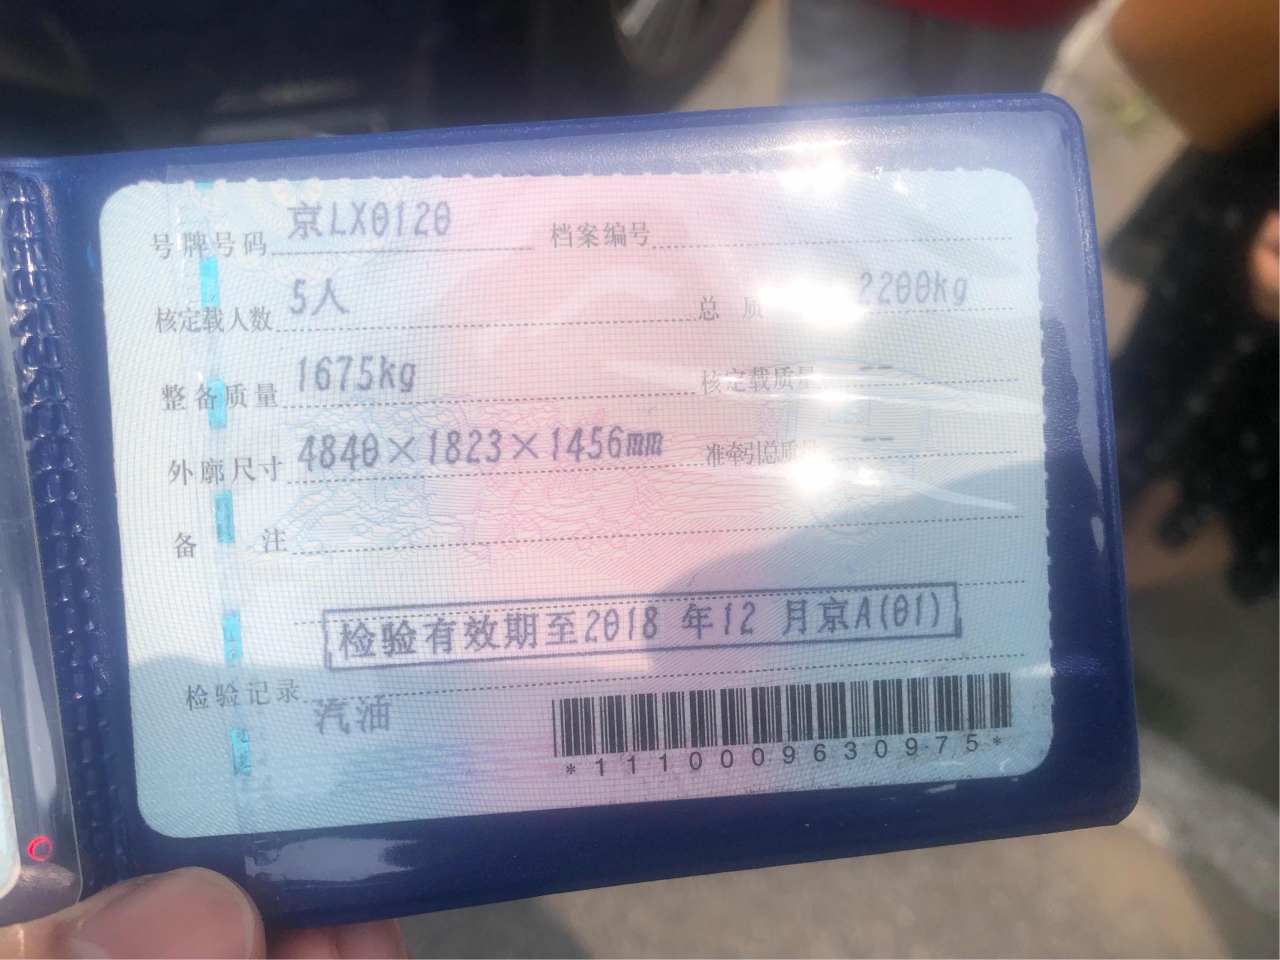 号牌号码 京LX0120 档案编号
核定载人数 5人 总 质 2200kg
整备质量 1675kg 核定载质量 --
外廓尺寸 4840×1823×1456mm 准牵引总质 --
备 注
检验有效期至2018 年12 月京A(01)
检验记录 汽油
*1110009630975*